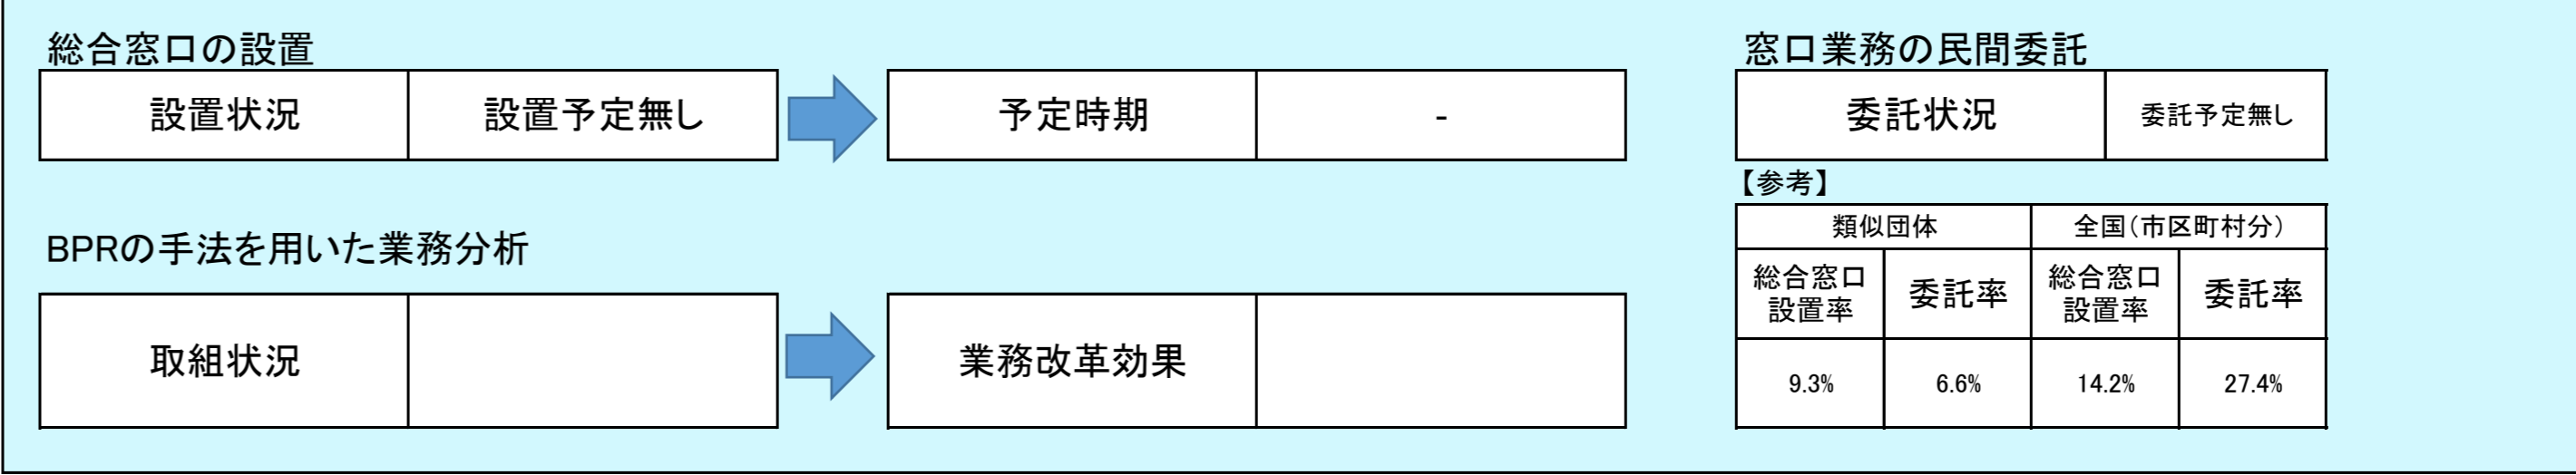 総合窓口の設置
設置状況 設置予定無し 予定時期 -
BPRの手法を用いた業務分析
取組状況 業務改革効果
窓口業務の民間委託
委託状況 委託予定無し
【参考】
類似団体 全国(市区町村分)
総合窓口
設置率
委託率
総合窓口
設置率
委託率
9.3% 6.6% 14.2% 27.4%